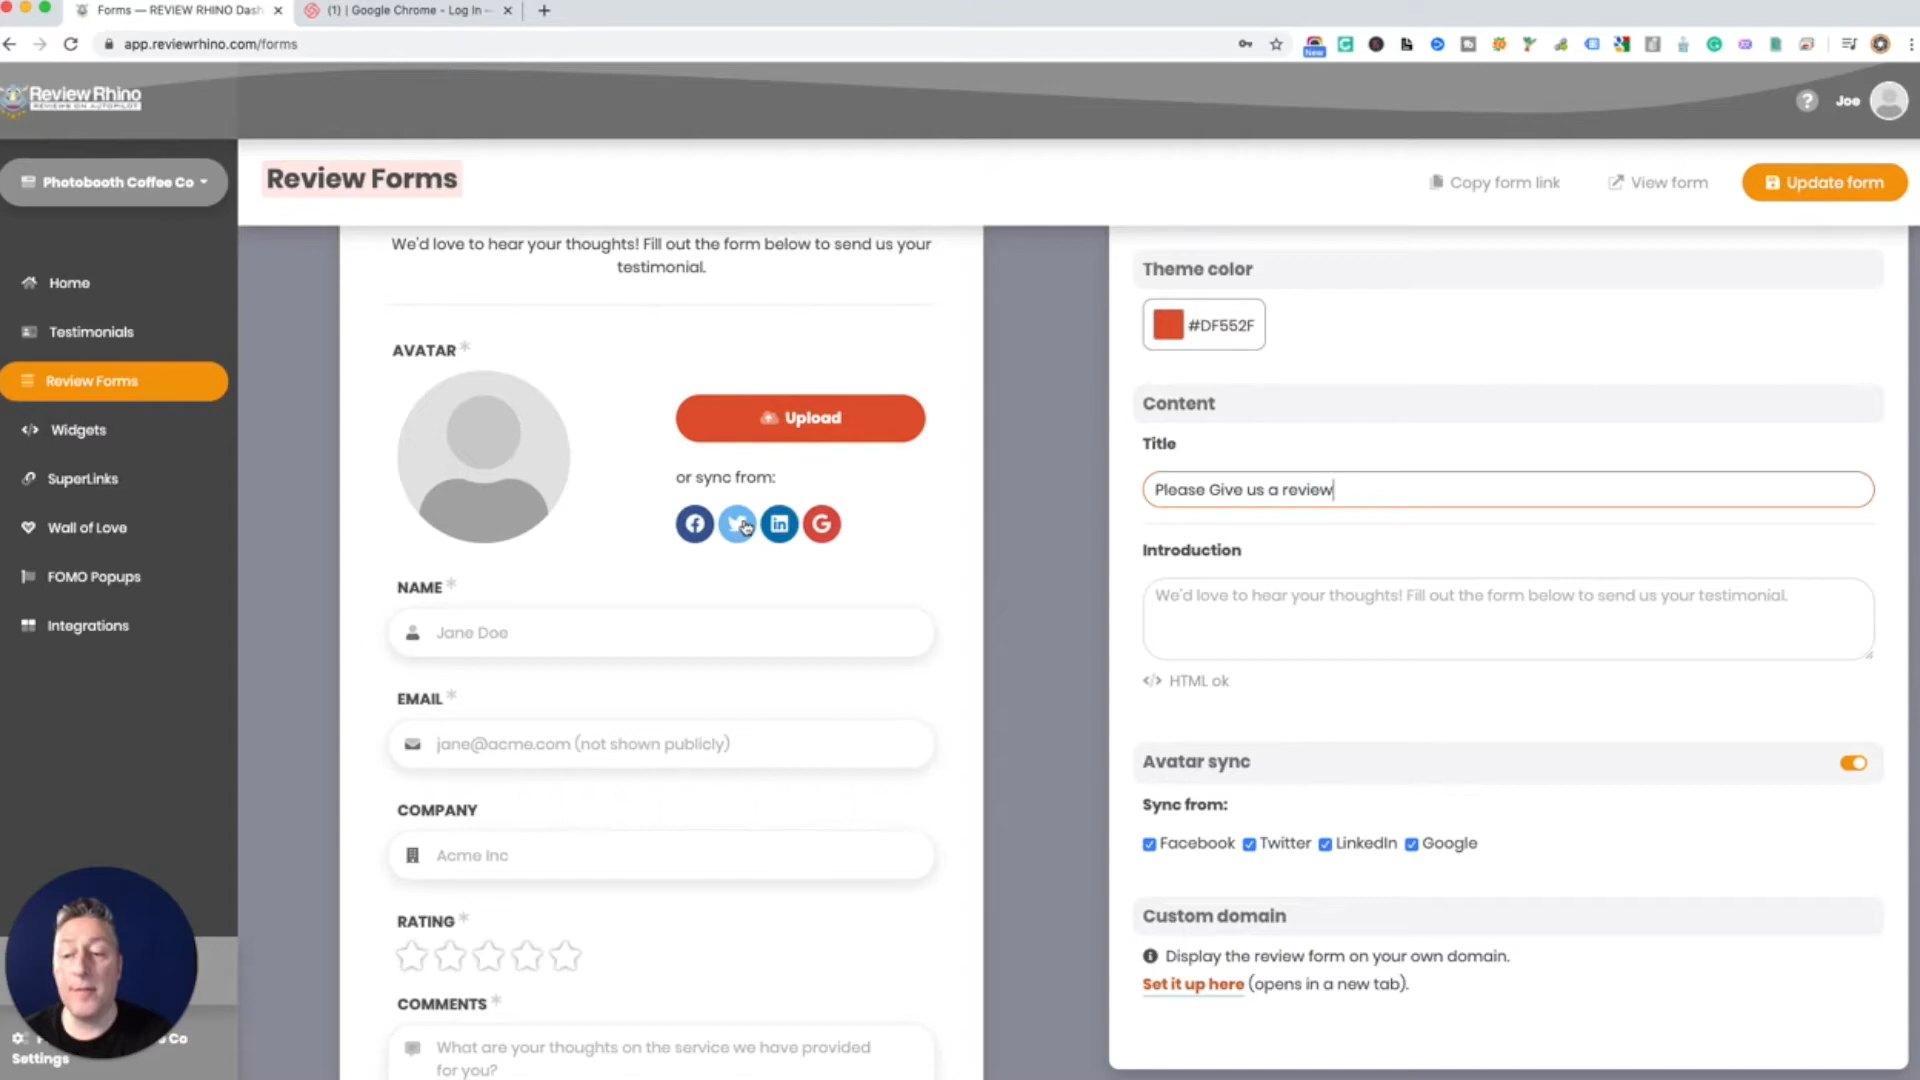 Forms — REVIEW RHINO Dash
(1) | Google Chrome - Log In –
app.reviewrhino.com/forms
New
Review Rhino
REVIEWS ON AUTOPILOT
? Joe
Photobooth Coffee Co
Review Forms
Copy form link
View form
Update form
Home
Testimonials
Review Forms
Widgets
SuperLinks
Wall of Love
FOMO Popups
Integrations
Co
Settings
We'd love to hear your thoughts! Fill out the form below to send us your
testimonial.
AVATAR *
Upload
or sync from:
NAME *
Jane Doe
EMAIL *
jane@acme.com (not shown publicly)
COMPANY
Acme Inc
RATING *
COMMENTS *
What are your thoughts on the service we have provided
for you?
Theme color
#DF552F
Content
Title
Please Give us a review
Introduction
We'd love to hear your thoughts! Fill out the form below to send us your testimonial.
</> HTML ok
Avatar sync
Sync from:
Facebook Twitter LinkedIn Google
Custom domain
Display the review form on your own domain.
Set it up here (opens in a new tab).